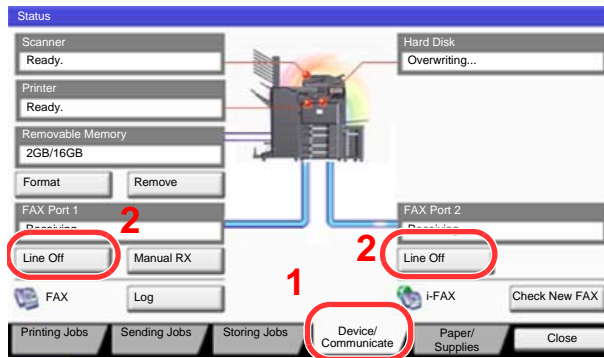 Status
Scanner
Ready.
Hard Disk
Overwriting...
Printer
Ready.
Removable Memory
2GB/16GB
Format
Remove
FAX Port 1
2
Line Off
Manual RX
FAX Port 2
2
Line Off
1
FAX
Log
i-FAX
Check New FAX
Printing Jobs
Sending Jobs
Storing Jobs
Device/
Communicate
Paper/
Supplies
Close